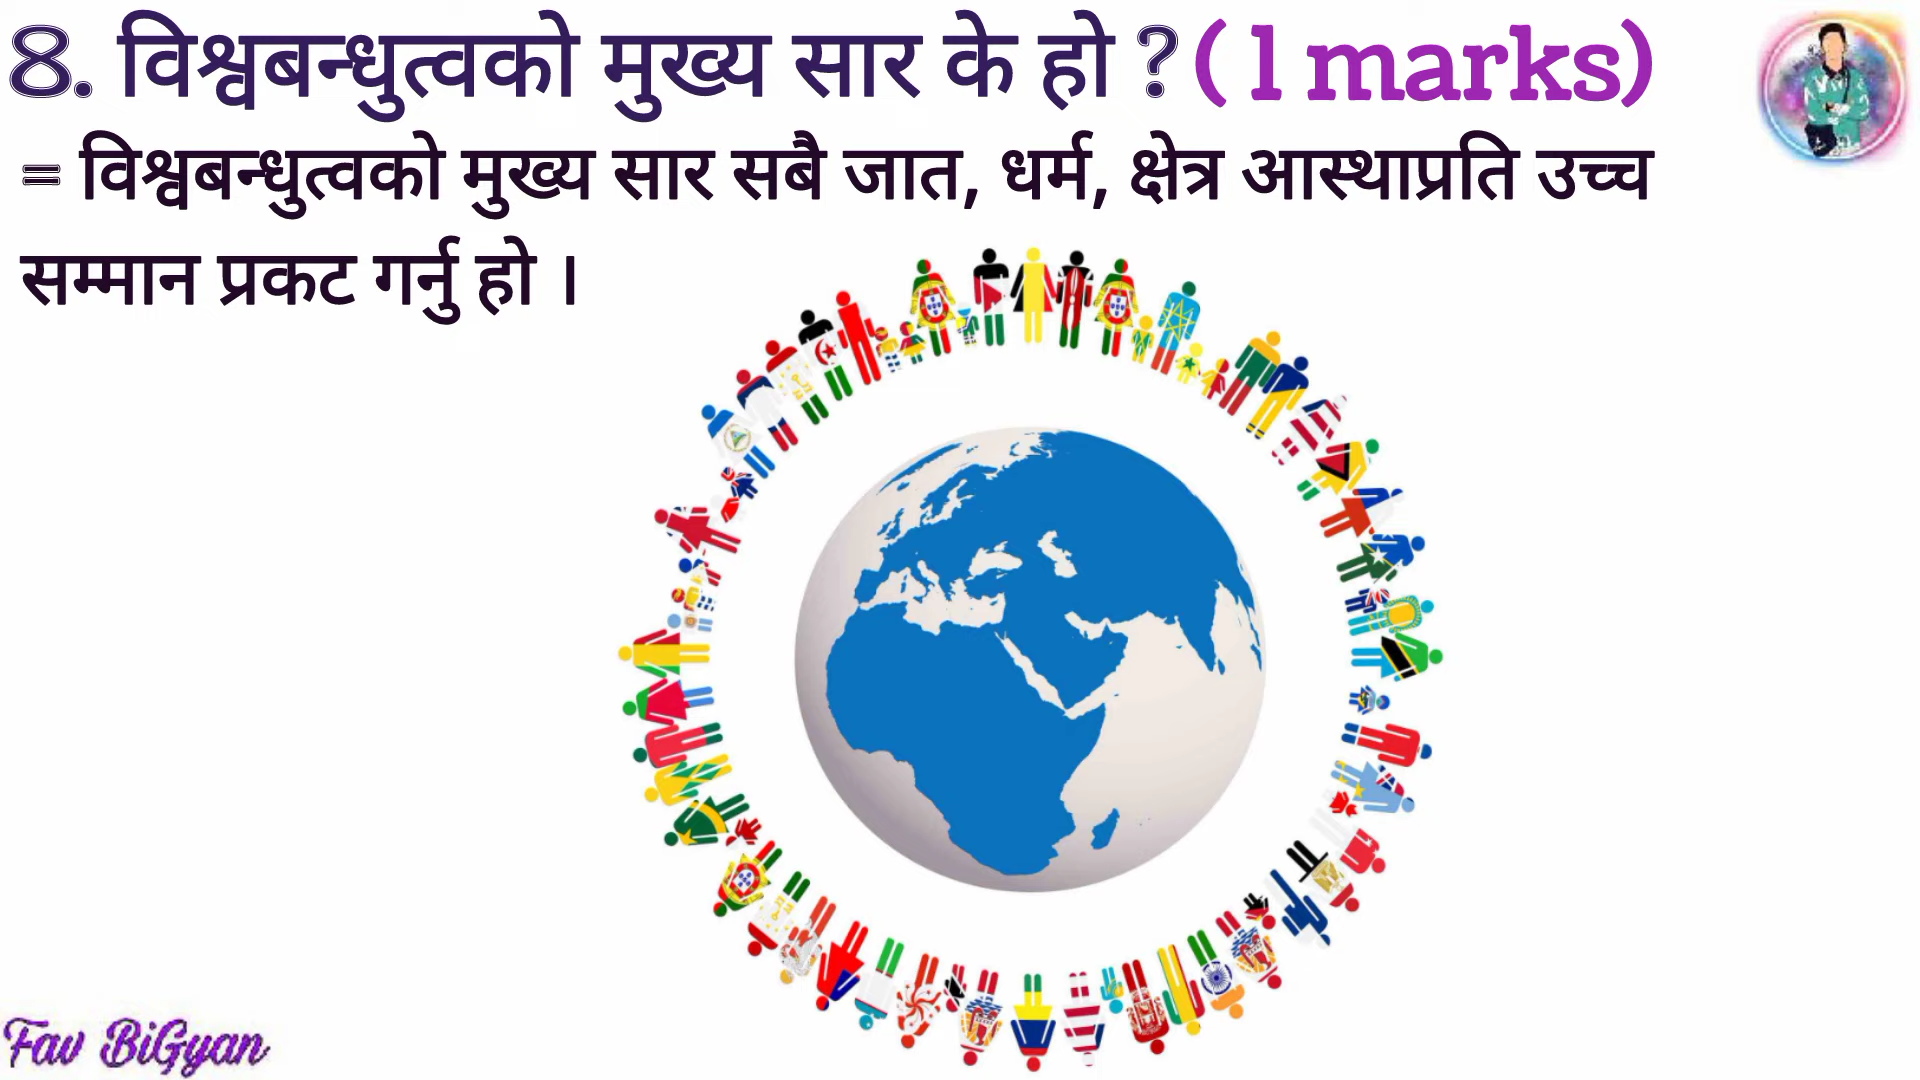 8. विश्वबन्धुत्वको मुख्य सार के हो ?( 1 marks)
= विश्वबन्धुत्वको मुख्य सार सबै जात, धर्म, क्षेत्र आस्थाप्रति उच्च
सम्मान प्रकट गर्नु हो ।
Fav BiGyan